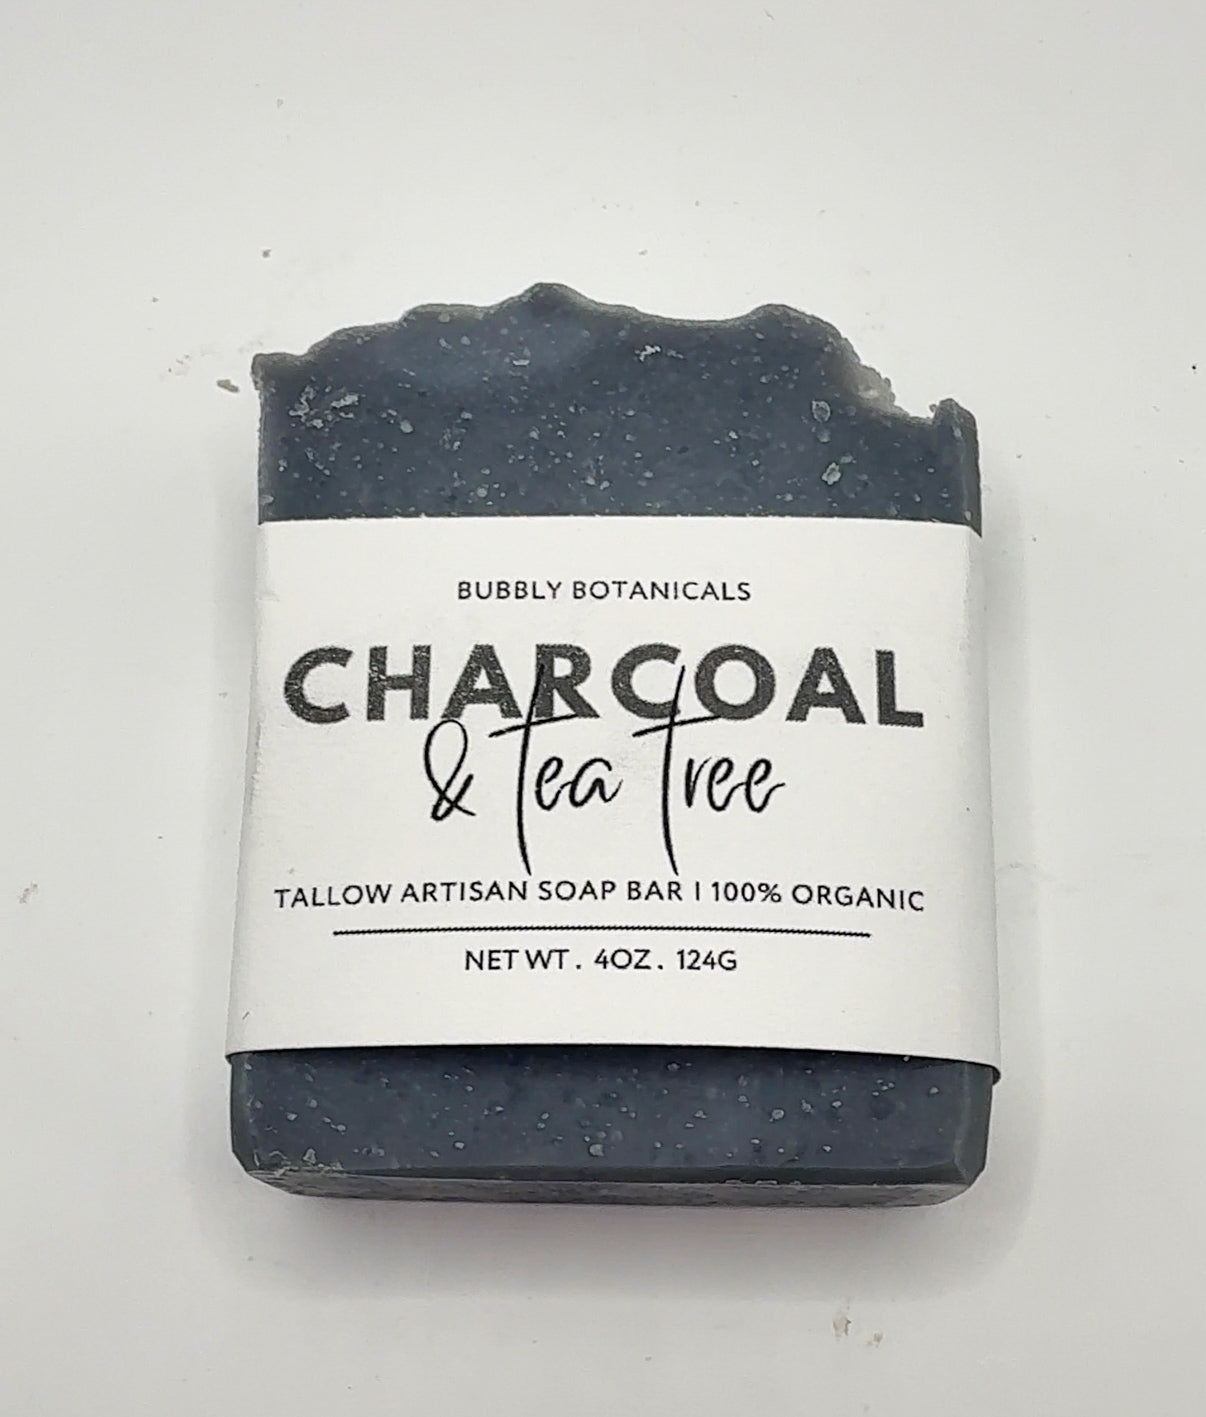 BUBBLY BOTANICALS
CHARCOAL
& Tea Tree
TALLOW ARTISAN SOAP BAR | 100% ORGANIC
NET WT. 4OZ. 124G